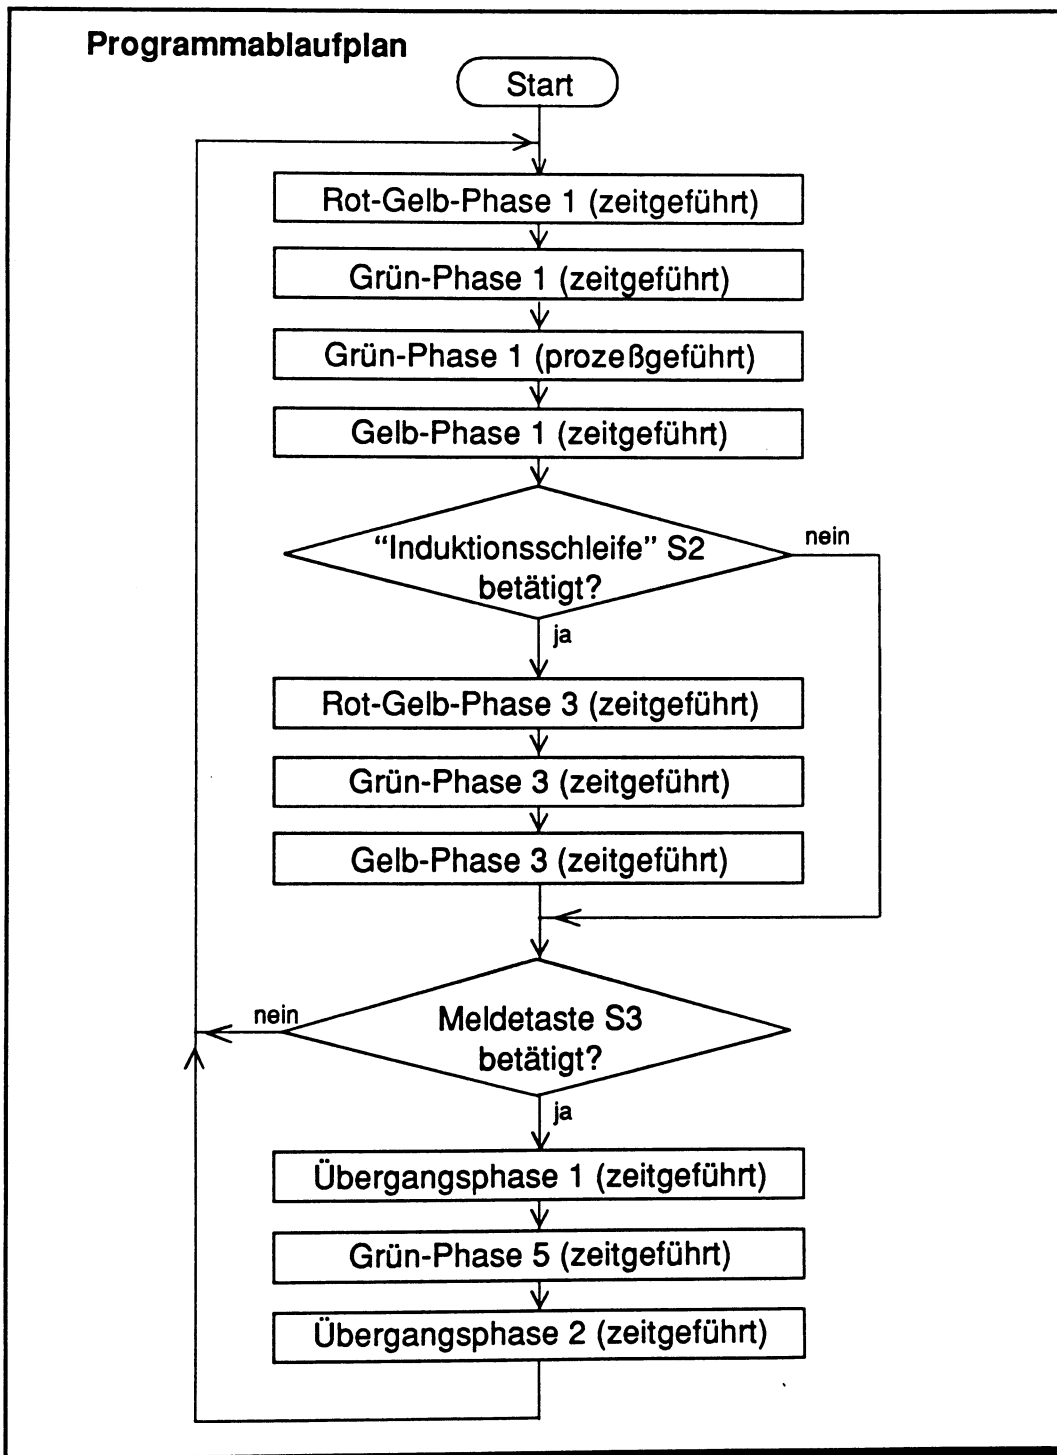 Programmablaufplan
Start
Rot-Gelb-Phase 1 (zeitgeführt)
Grün-Phase 1 (zeitgeführt)
Grün-Phase 1 (prozeßgeführt)
Gelb-Phase 1 (zeitgeführt)
“Induktionsschleife” S2
betätigt?
nein
ja
Rot-Gelb-Phase 3 (zeitgeführt)
Grün-Phase 3 (zeitgeführt)
Gelb-Phase 3 (zeitgeführt)
nein
Meldetaste S3
betätigt?
ja
Übergangsphase 1 (zeitgeführt)
Grün-Phase 5 (zeitgeführt)
Übergangsphase 2 (zeitgeführt)